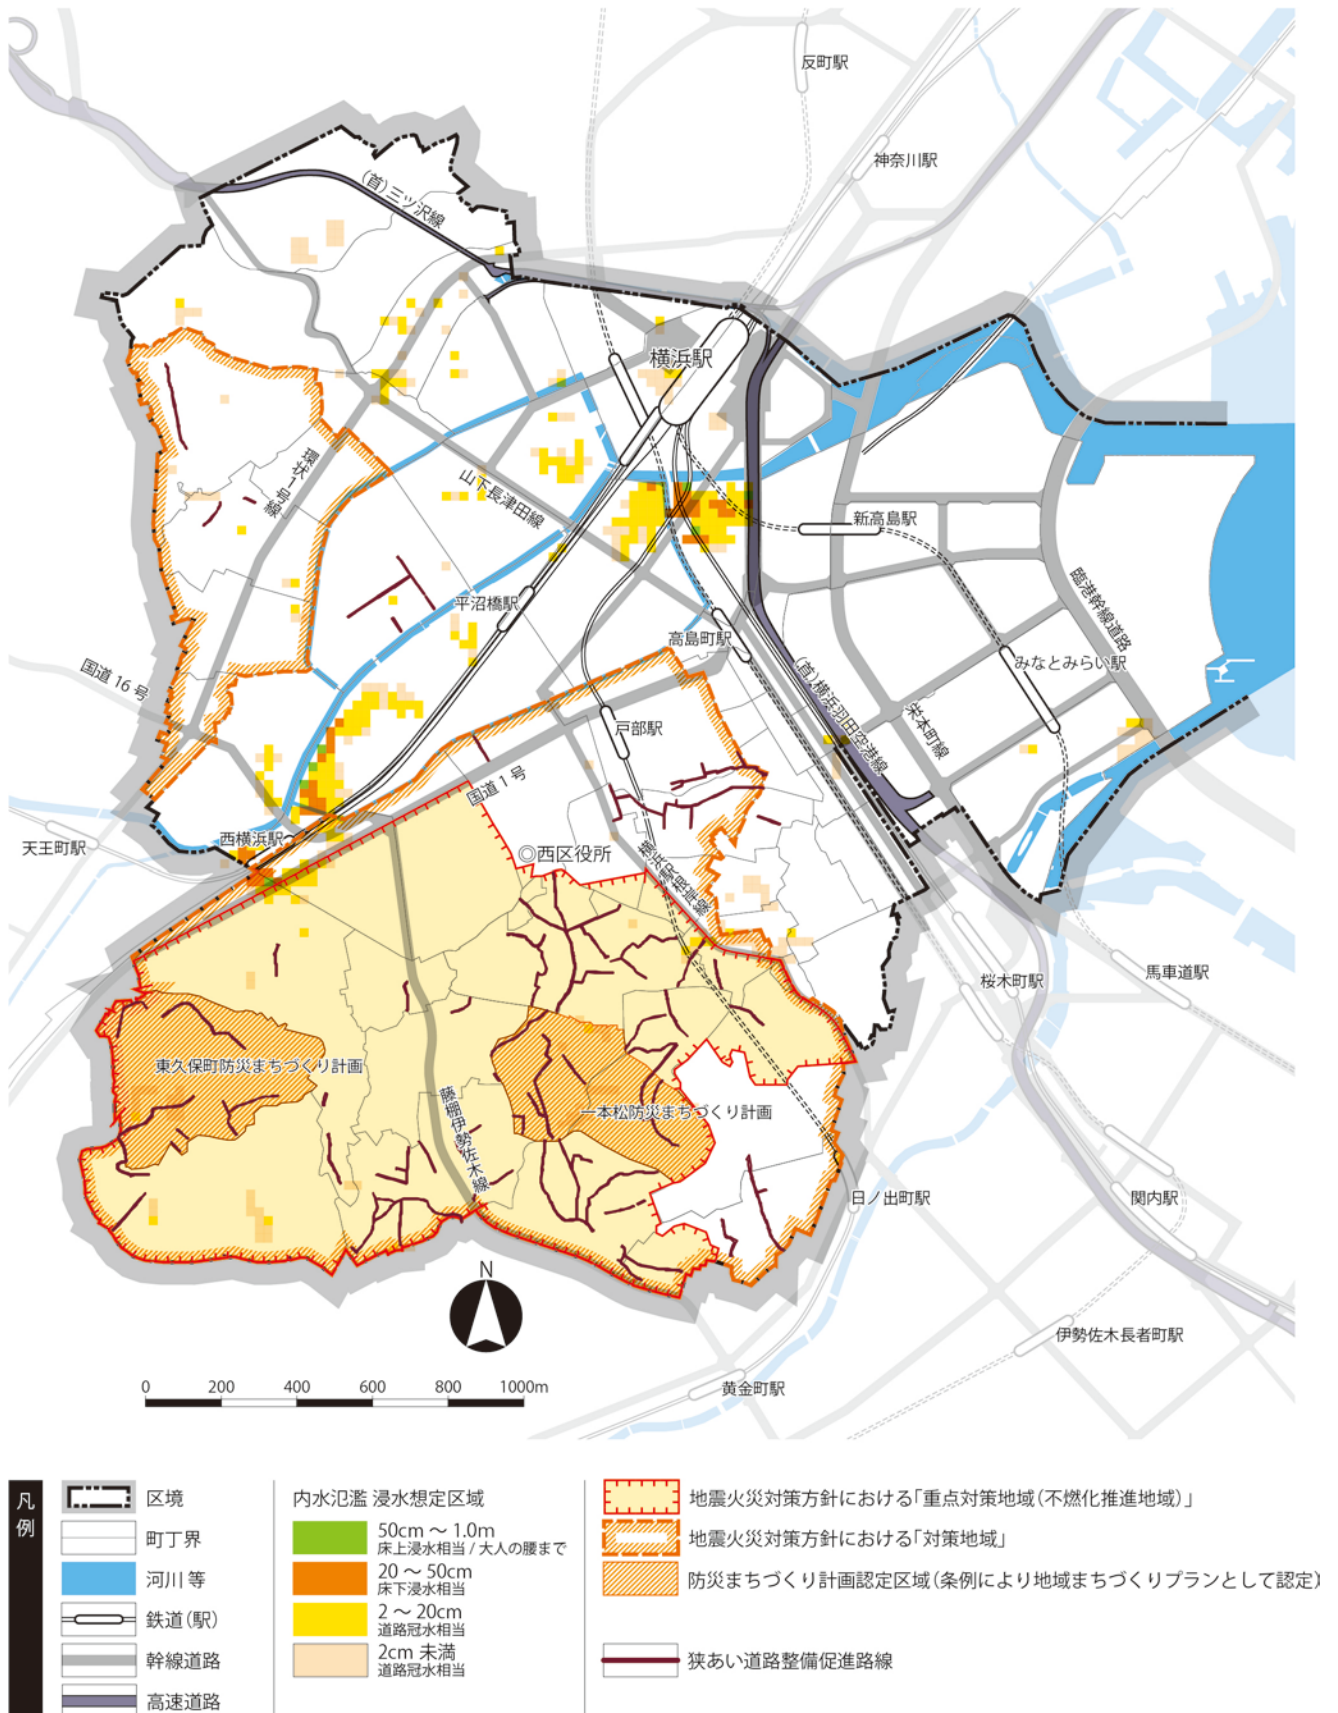 反町駅
神奈川駅
(首)三ツ沢線
横浜駅
環状1号線
山下長津田線
新高島駅
平沼橋駅
高島町駅
臨港幹線道路
みなとみらい駅
国道16号
(首)横浜羽田空港線
栄本町線
戸部駅
国道1号
天王町駅
西横浜駅
◎西区役所
横浜駅根岸線
桜木町駅
馬車道駅
東久保町防災まちづくり計画
藤棚伊勢佐木線
一本松防災まちづくり計画
日ノ出町駅
関内駅
N
伊勢佐木長者町駅
黄金町駅
0 200 400 600 800 1000m
凡例
区境
町丁界
河川 等
鉄道(駅)
幹線道路
高速道路
内水氾濫 浸水想定区域
50cm ～ 1.0m
床上浸水相当 / 大人の腰まで
20 ～ 50cm
床下浸水相当
2 ～ 20cm
道路冠水相当
2cm 未満
道路冠水相当
地震火災対策方針における「重点対策地域(不燃化推進地域)」
地震火災対策方針における「対策地域」
防災まちづくり計画認定区域(条例により地域まちづくりプランとして認定)
狭あい道路整備促進路線